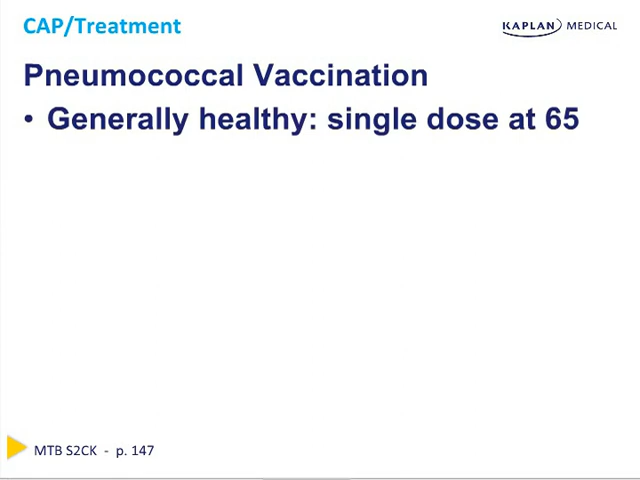 CAP/Treatment
KAPLAN MEDICAL
Pneumococcal Vaccination
• Generally healthy: single dose at 65
MTB S2CK - p. 147